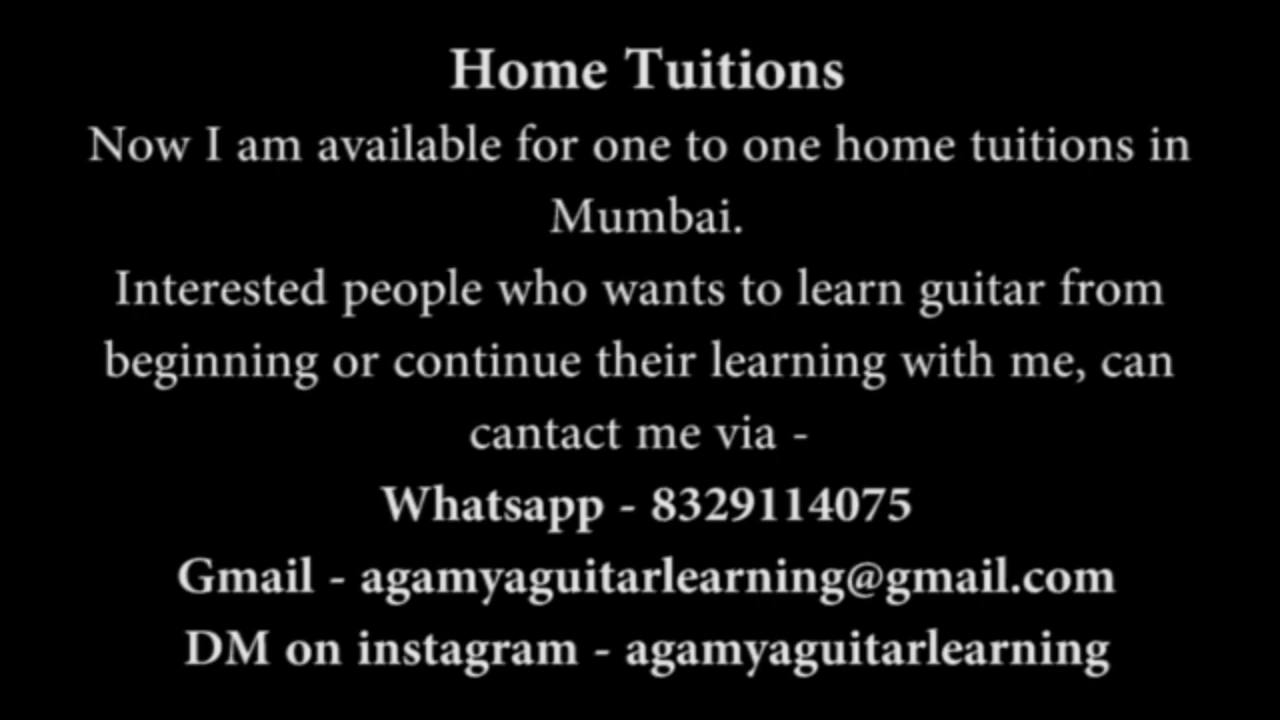 Home Tuitions
Now I am available for one to one home tuitions in
Mumbai.
Interested people who wants to learn guitar from
beginning or continue their learning with me, can
cantact me via -
Whatsapp - 8329114075
Gmail - agamyaguitarlearning@gmail.com
DM on instagram - agamyaguitarlearning